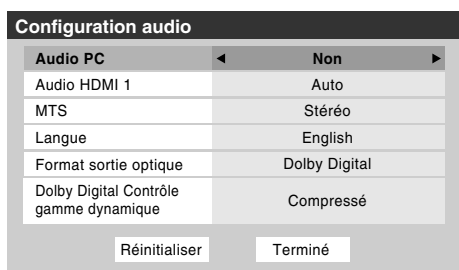 Configuration audio
Audio PC ◄ Non ►
Audio HDMI 1 Auto
MTS Stéréo
Langue English
Format sortie optique Dolby Digital
Dolby Digital Contrôle
gamme dynamique Compressé
Réinitialiser Terminé